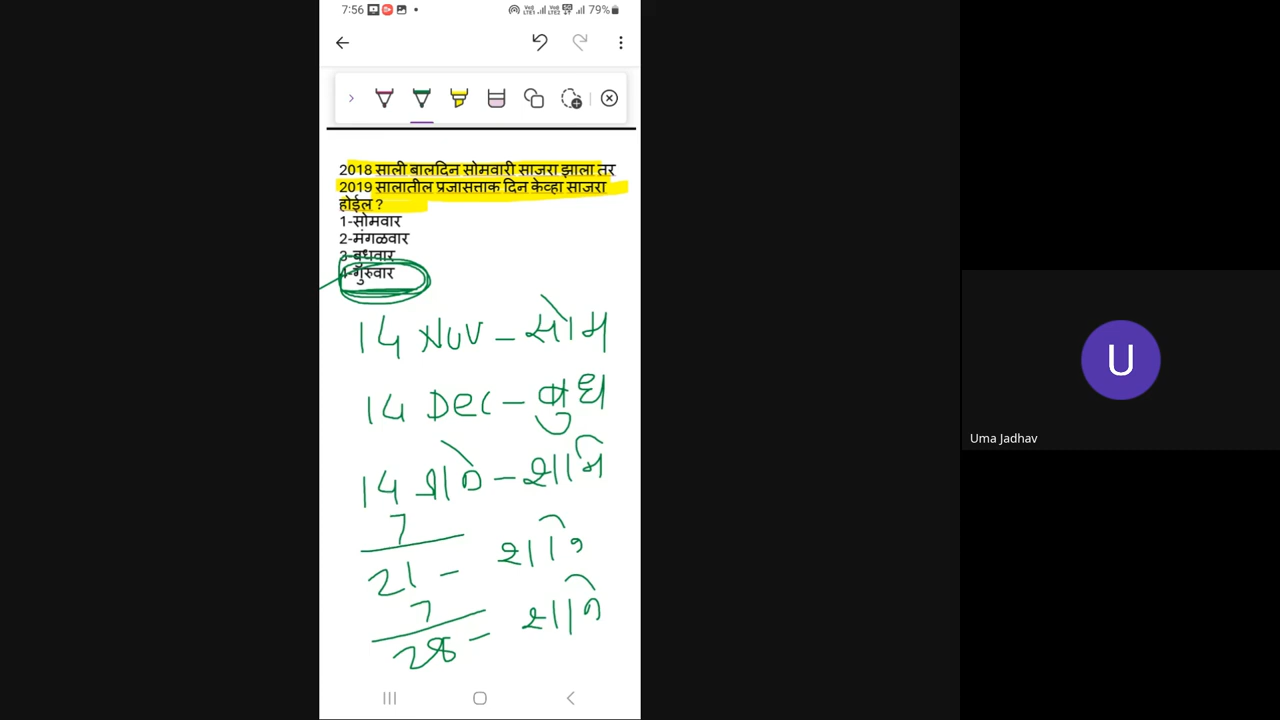 7:56 79%
2018 साली बालदिन सोमवारी साजरा झाला तर
2019 सालातील प्रजासत्ताक दिन केव्हा साजरा
होईल ?
1-सोमवार
2-मंगळवार
3-बुधवार
4-गुरुवार
14 Nov – सोम
14 Dec – बुध
14 – शनि
7
21 – शनि
7
28 – शनि
U
Uma Jadhav